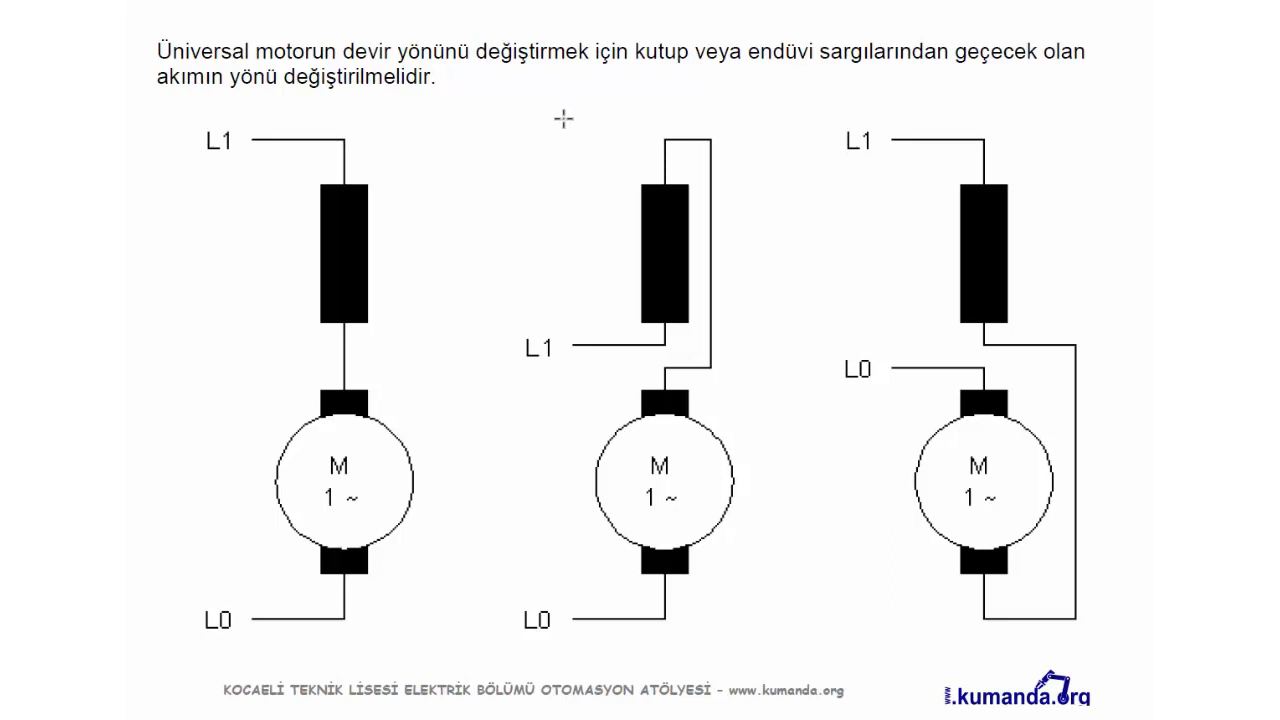 Üniversal motorun devir yönünü değiştirmek için kutup veya endüvi sargılarından geçecek olan
akımın yönü değiştirilmelidir.
L1
L1
L1
L0
M
1 ~
M
1 ~
M
1 ~
L0
L0
KOCAELİ TEKNİK LİSESİ ELEKTRİK BÖLÜMÜ OTOMASYON ATÖLYESİ - www.kumanda.org
www.kumanda.org